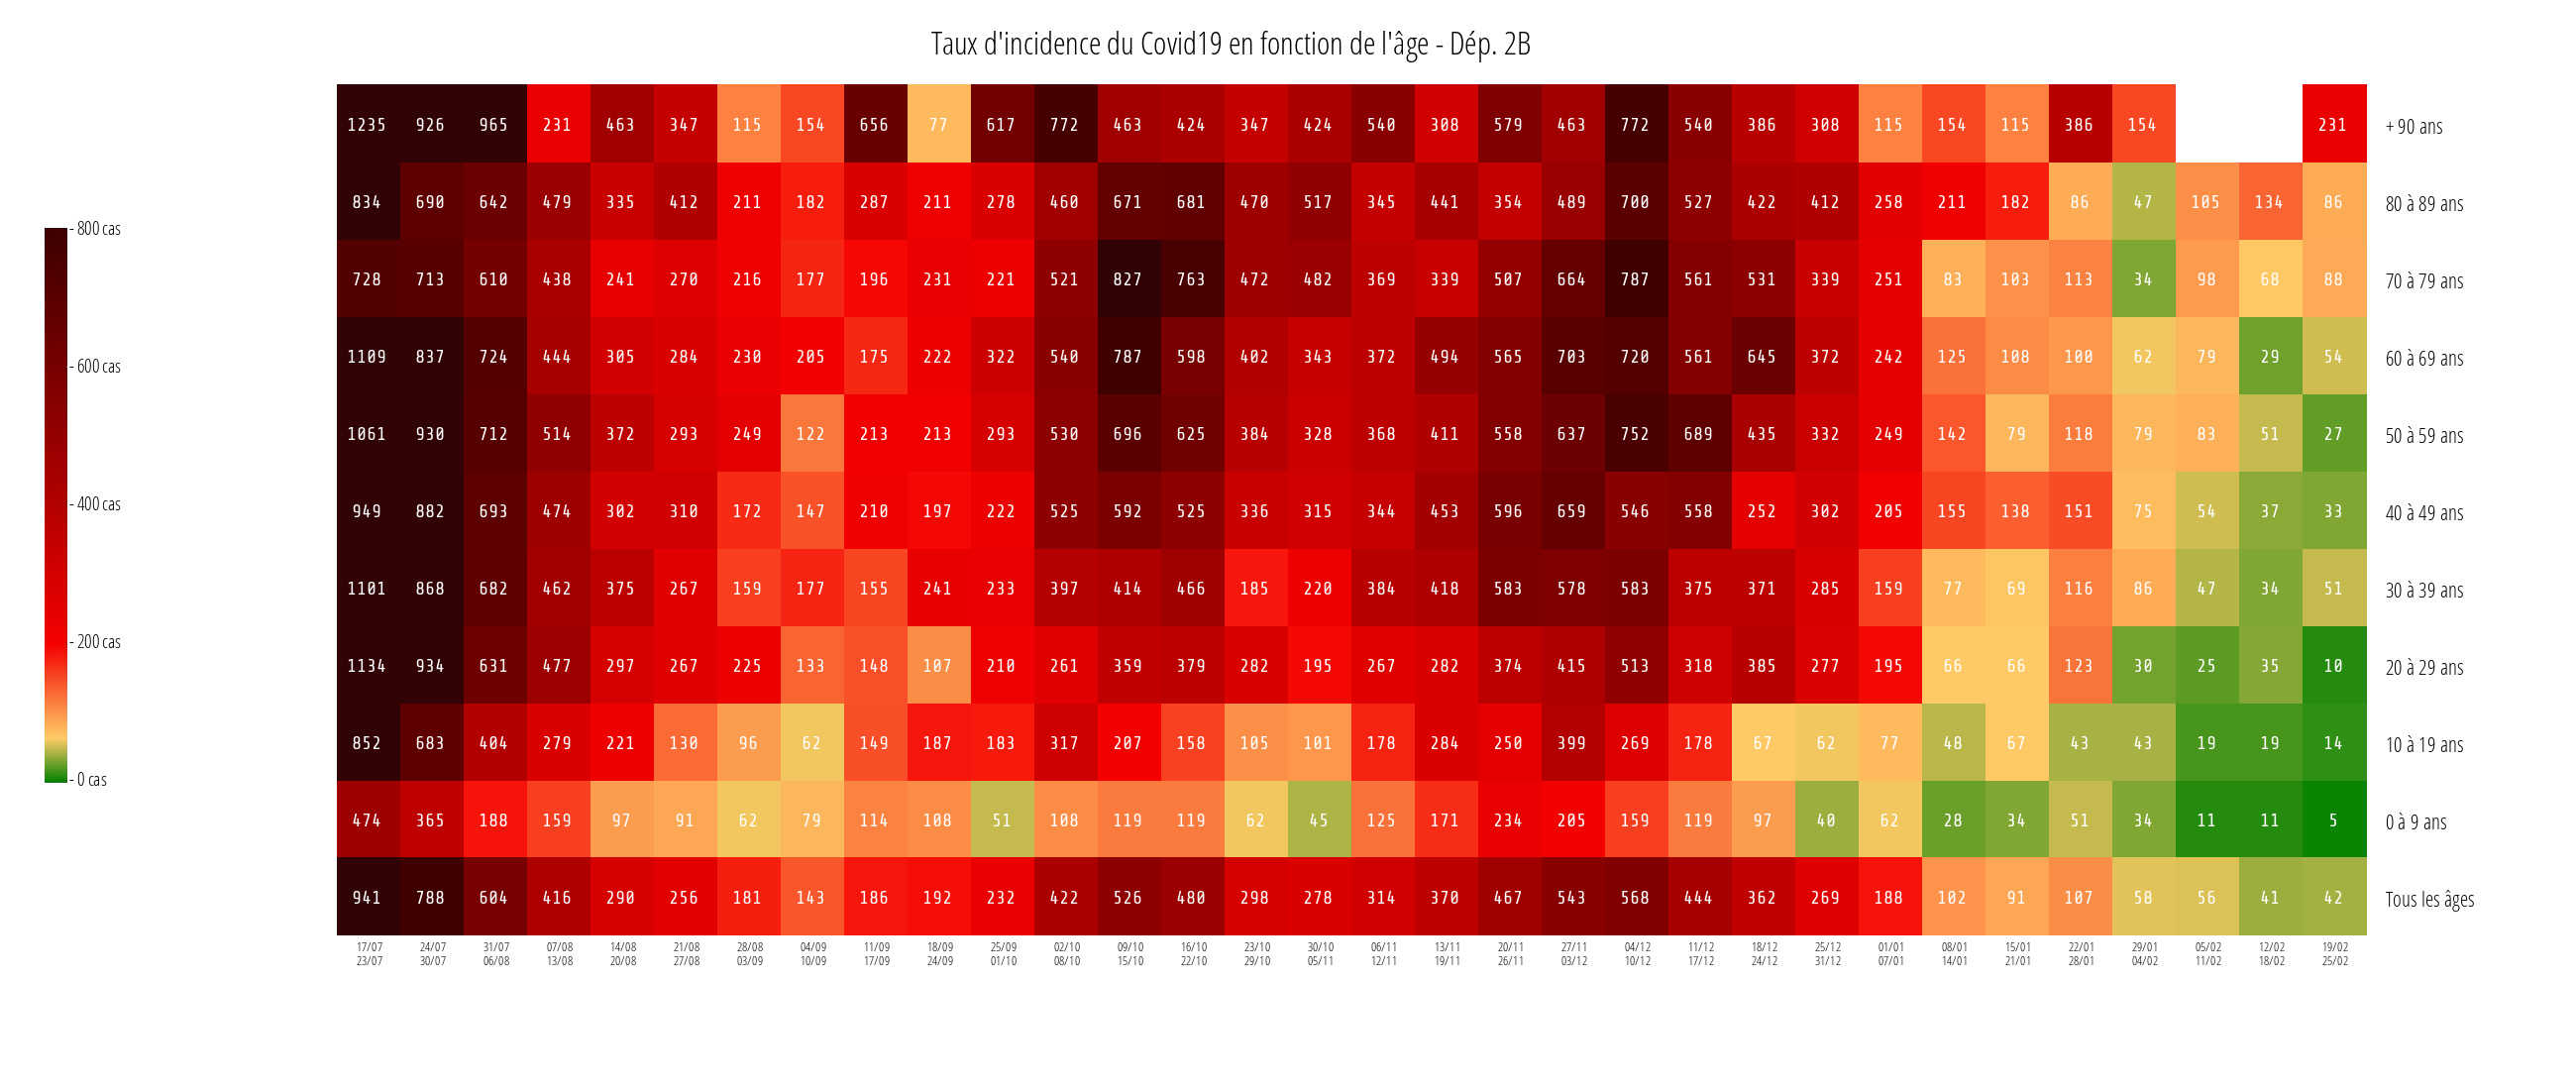 Taux d'incidence du Covid19 en fonction de l'âge - Dép. 2B
- 800 cas
- 600 cas
- 400 cas
- 200 cas
- 0 cas
1235 926 965 231 463 347 115 154 656 77 617 772 463 424 347 424 540 308 579 463 772 540 386 308 115 154 115 386 154 231 + 90 ans
834 690 642 479 335 412 211 182 287 211 278 460 671 681 470 517 345 441 354 489 700 527 422 412 258 211 182 86 47 105 134 86 80 à 89 ans
728 713 610 438 241 270 216 177 196 231 221 521 827 763 472 482 369 339 507 664 787 561 531 339 251 83 103 113 34 98 68 88 70 à 79 ans
1109 837 724 444 305 284 230 205 175 222 322 540 787 598 402 343 372 494 565 703 720 561 645 372 242 125 108 100 62 79 29 54 60 à 69 ans
1061 930 712 514 372 293 249 122 213 213 293 530 696 625 384 328 368 411 558 637 752 689 435 332 249 142 79 118 79 83 51 27 50 à 59 ans
949 882 693 474 302 310 172 147 210 197 222 525 592 525 336 315 344 453 596 659 546 558 252 302 205 155 138 151 75 54 37 33 40 à 49 ans
1101 868 682 462 375 267 159 177 155 241 233 397 414 466 185 220 384 418 583 578 583 375 371 285 159 77 69 116 86 47 34 51 30 à 39 ans
1134 934 631 477 297 267 225 133 148 107 210 261 359 379 282 195 267 282 374 415 513 318 385 277 195 66 66 123 30 25 35 10 20 à 29 ans
852 683 404 279 221 130 96 62 149 187 183 317 207 158 105 101 178 284 250 399 269 178 67 62 77 48 67 43 43 19 19 14 10 à 19 ans
474 365 188 159 97 91 62 79 114 108 51 108 119 119 62 45 125 171 234 205 159 119 97 40 62 28 34 51 34 11 11 5 0 à 9 ans
941 788 604 416 290 256 181 143 186 192 232 422 526 480 298 278 314 370 467 543 568 444 362 269 188 102 91 107 58 56 41 42 Tous les âges
17/07 24/07 31/07 07/08 14/08 21/08 28/08 04/09 11/09 18/09 25/09 02/10 09/10 16/10 23/10 30/10 06/11 13/11 20/11 27/11 04/12 11/12 18/12 25/12 01/01 08/01 15/01 22/01 29/01 05/02 12/02 19/02
23/07 30/07 06/08 13/08 20/08 27/08 03/09 10/09 17/09 24/09 01/10 08/10 15/10 22/10 29/10 05/11 12/11 19/11 26/11 03/12 10/12 17/12 24/12 31/12 07/01 14/01 21/01 28/01 04/02 11/02 18/02 25/02